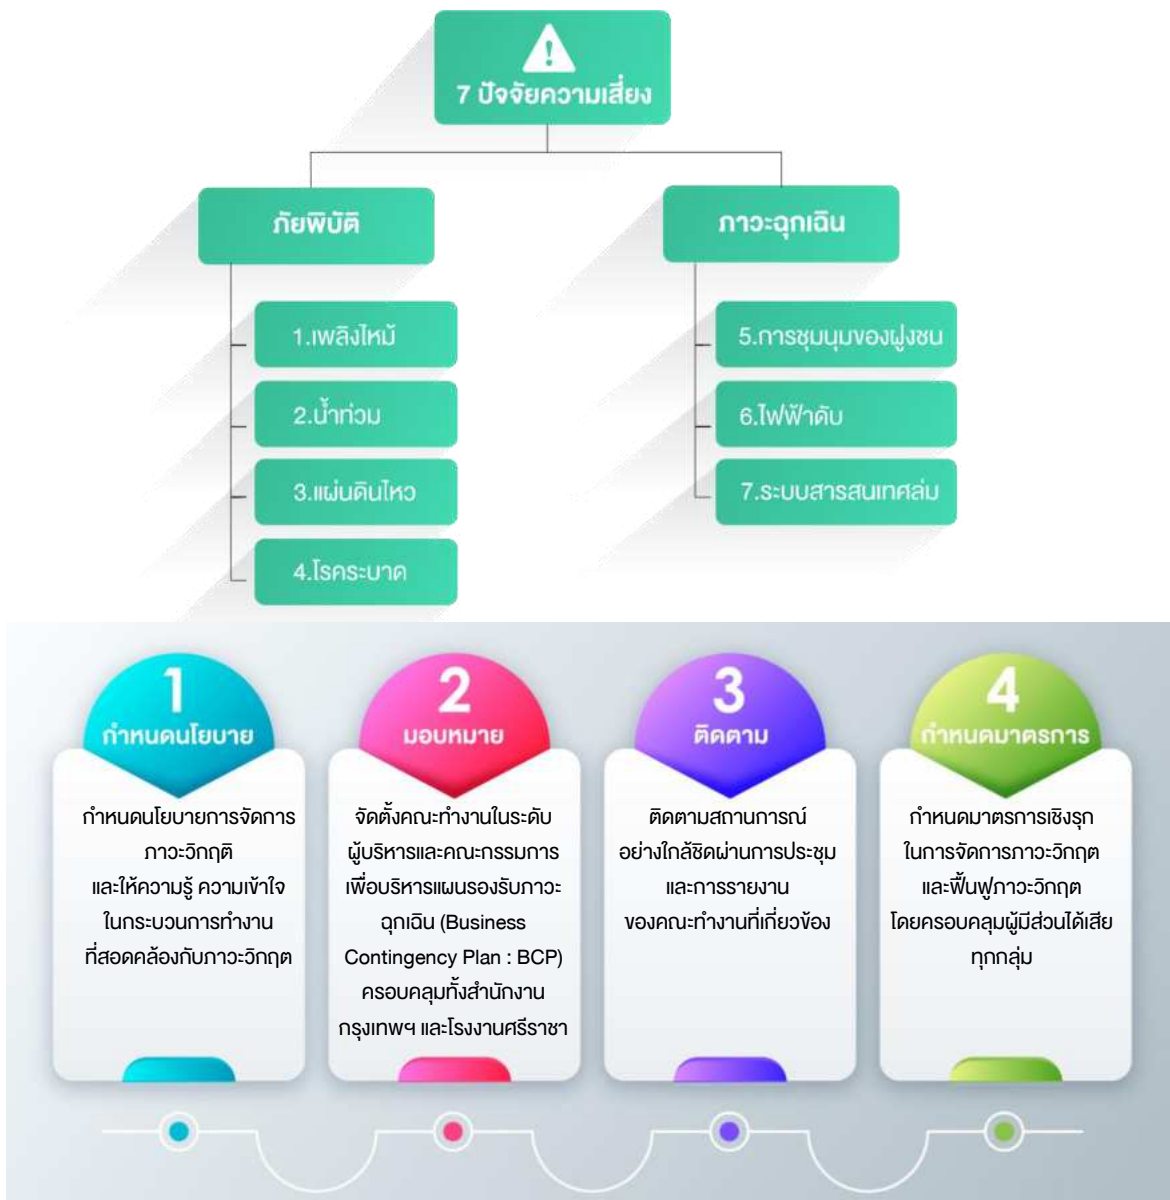 7 ปัจจัยความเสี่ยง
ภัยพิบัติ
1.เพลิงไหม้
2.น้ำท่วม
3.แผ่นดินไหว
4.โรคระบาด
ภาวะฉุกเฉิน
5.การชุมนุมของฝูงชน
6.ไฟฟ้าดับ
7.ระบบสารสนเทศล่ม
1
กำหนดนโยบาย
กำหนดนโยบายการจัดการ
ภาวะวิกฤติ
และให้ความรู้ ความเข้าใจ
ในกระบวนการทำงาน
ที่สอดคล้องกับภาวะวิกฤต
2
มอบหมาย
จัดตั้งคณะทำงานในระดับ
ผู้บริหารและคณะกรรมการ
เพื่อบริหารแผนรองรับภาวะ
ฉุกเฉิน (Business
Contingency Plan : BCP)
ครอบคลุมทั้งสำนักงาน
กรุงเทพฯ และโรงงานศรีราชา
3
ติดตาม
ติดตามสถานการณ์
อย่างใกล้ชิดผ่านการประชุม
และการรายงาน
ของคณะทำงานที่เกี่ยวข้อง
4
กำหนดมาตรการ
กำหนดมาตรการเชิงรุก
ในการจัดการภาวะวิกฤต
และฟื้นฟูภาวะวิกฤต
โดยครอบคลุมผู้มีส่วนได้เสีย
ทุกกลุ่ม